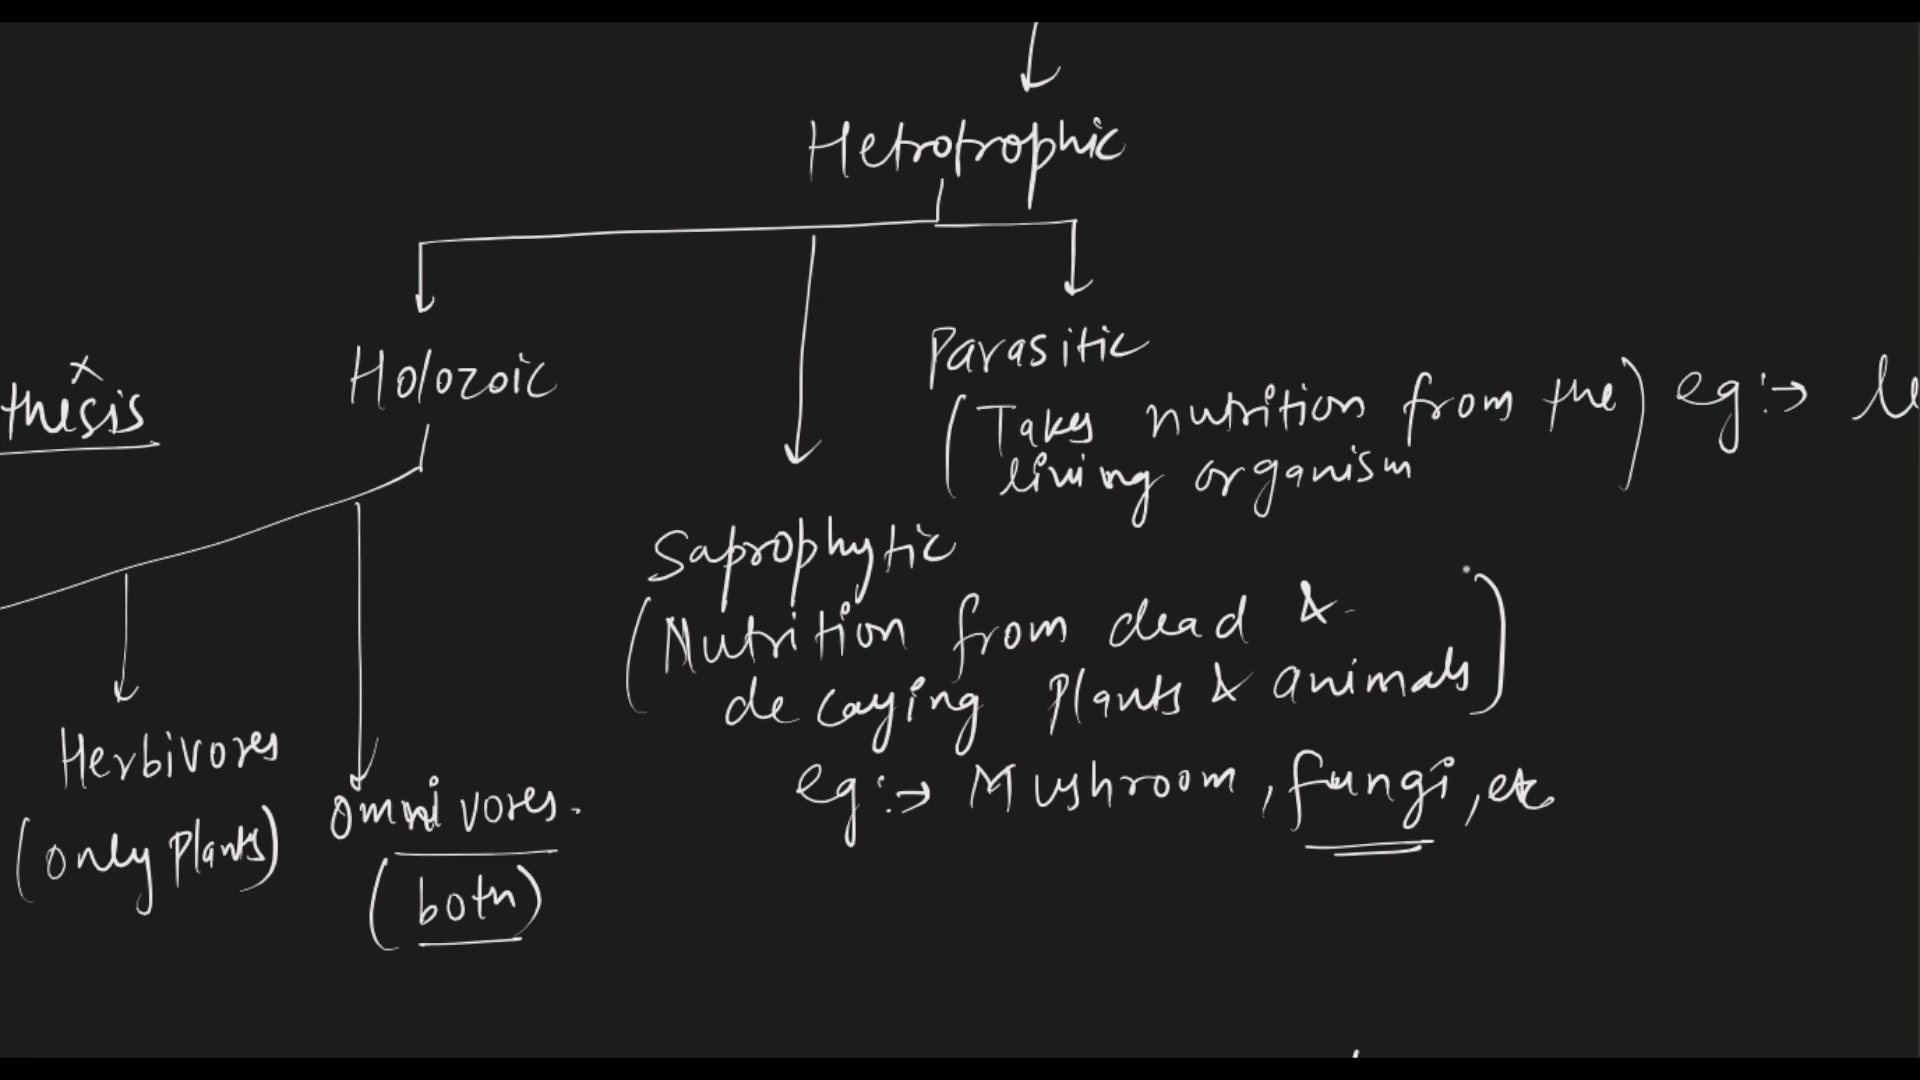 Hetrotrophic
Holozoic
Parasitic
(Takes nutrition from the
living organism) eg:→ le
thesis
x
Saprophytic
(Nutrition from dead &
decaying plants & animals)
eg:→ Mushroom, fungi, etc
Herbivores
(only plants)
Omnivores.
(both)